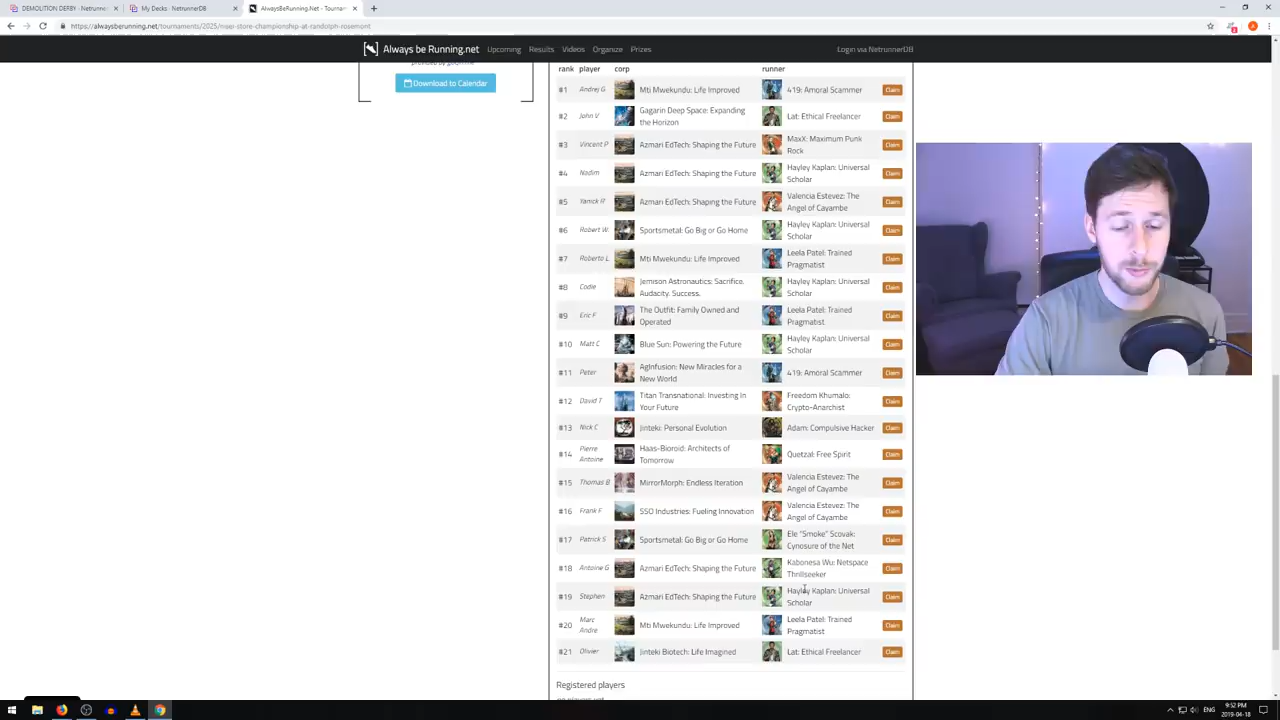 DEMOLITION DERBY · Netrunne
My Decks · NetrunnerDB
AlwaysBeRunning.Net - Tournam
https://alwaysberunning.net/tournaments/2025/noer-store-championship-at-randolph-rosemont
Always be Running.net Upcoming Results Videos Organize Prizes Login via NetrunnerDB
provided by
Download to Calendar
rank player corp runner
#1 Andrej G Mti Mwekundu: Life Improved 419: Amoral Scammer Claim
#2 John V Gagarin Deep Space: Expanding the Horizon Lat: Ethical Freelancer Claim
#3 Vincent P Azmari EdTech: Shaping the Future MaxX: Maximum Punk Rock Claim
#4 Nadim Azmari EdTech: Shaping the Future Hayley Kaplan: Universal Scholar Claim
#5 Azmari EdTech: Shaping the Future Valencia Estevez: The Angel of Cayambe Claim
#6 Robert W. Sportsmetal: Go Big or Go Home Hayley Kaplan: Universal Scholar Claim
#7 Roberto L. Mti Mwekundu: Life Improved Leela Patel: Trained Pragmatist Claim
#8 Codie Jemison Astronautics: Sacrifice. Audacity. Success. Hayley Kaplan: Universal Scholar Claim
#9 Eric F The Outfit: Family Owned and Operated Leela Patel: Trained Pragmatist Claim
#10 Matt C Blue Sun: Powering the Future Hayley Kaplan: Universal Scholar Claim
#11 Peter AgInfusion: New Miracles for a New World 419: Amoral Scammer Claim
#12 David T Titan Transnational: Investing In Your Future Freedom Khumalo: Crypto-Anarchist Claim
#13 Nick C Jinteki: Personal Evolution Adam: Compulsive Hacker Claim
#14 Pierre Antoine Haas-Bioroid: Architects of Tomorrow Quetzal: Free Spirit Claim
#15 Thomas B MirrorMorph: Endless Iteration Valencia Estevez: The Angel of Cayambe Claim
#16 Frank F SSO Industries: Fueling Innovation Valencia Estevez: The Angel of Cayambe Claim
#17 Patrick S Sportsmetal: Go Big or Go Home Ele "Smoke" Scovak: Cynosure of the Net Claim
#18 Antoine G Azmari EdTech: Shaping the Future Kabonesa Wu: Netspace Thrillseeker Claim
#19 Stephen Azmari EdTech: Shaping the Future Hayley Kaplan: Universal Scholar Claim
#20 Marc Andre Mti Mwekundu: Life Improved Leela Patel: Trained Pragmatist Claim
#21 Olivier Jinteki Biotech: Life Imagined Lat: Ethical Freelancer Claim
Registered players
ENG
9:52 PM
2019-04-18